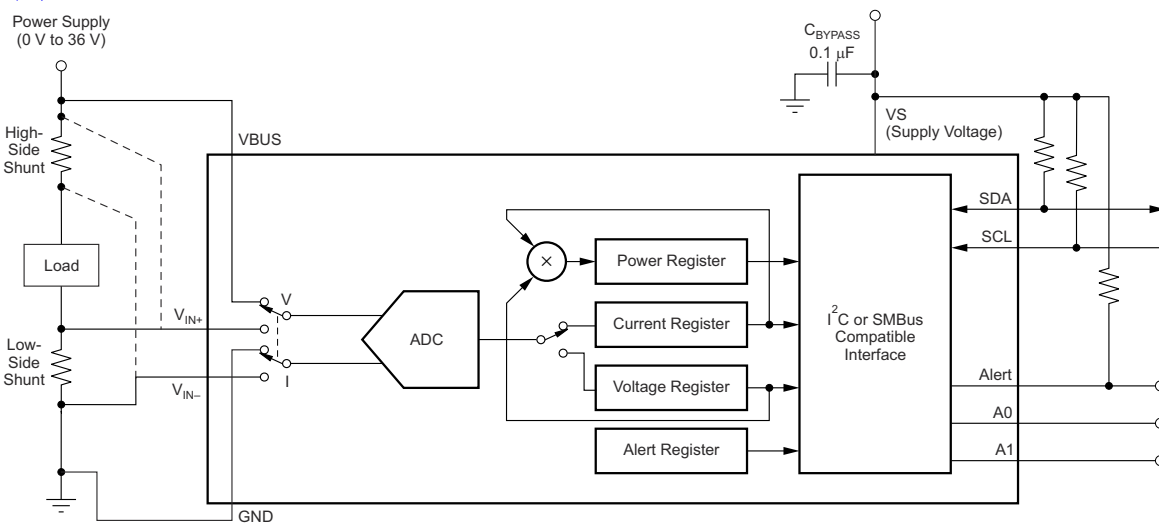 Power Supply
(0 V to 36 V)
CBYPASS
0.1 µF
VS
(Supply Voltage)
High-
Side
Shunt
VBUS
SDA
SCL
Load
×
Power Register
V
VIN+
ADC
Current Register
I2C or SMBus
Compatible
Interface
Low-
Side
Shunt
I
VIN–
Voltage Register
Alert
A0
Alert Register
A1
GND